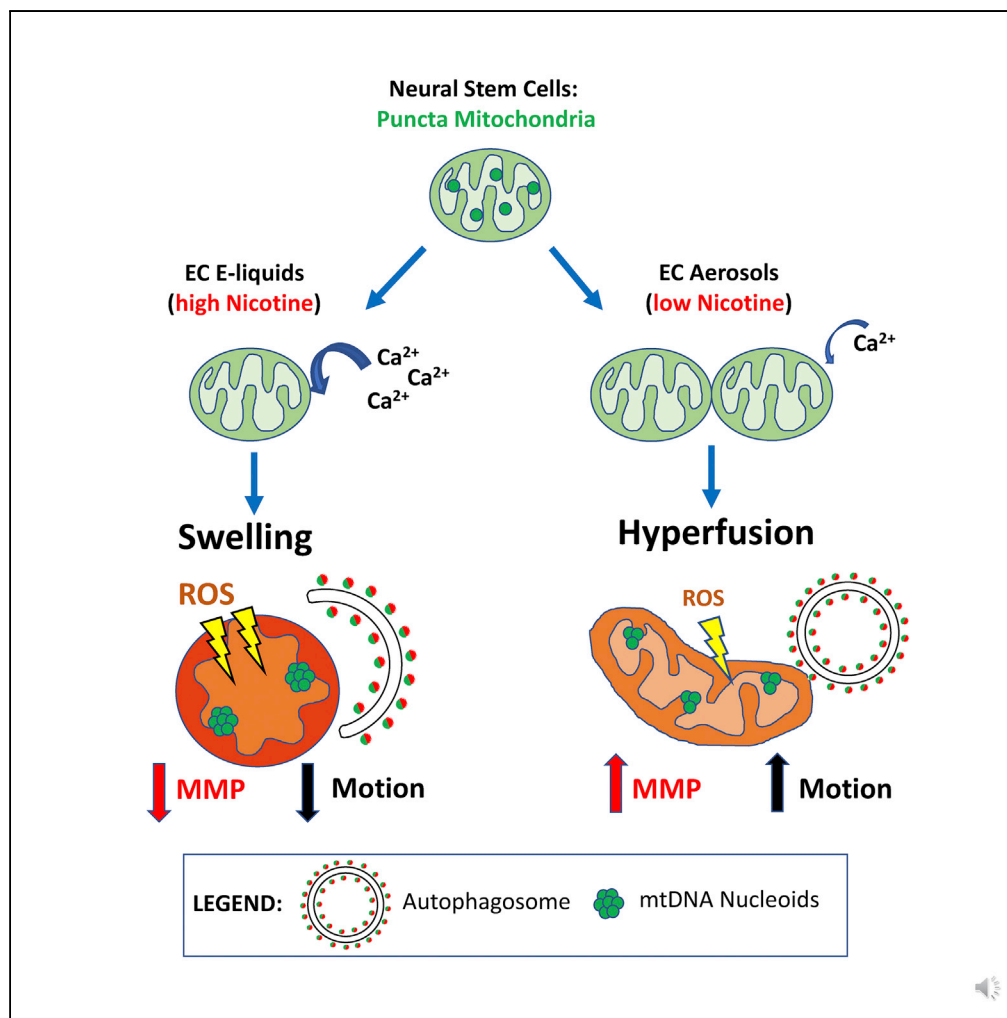 Neural Stem Cells:
Puncta Mitochondria
EC E-liquids
(high Nicotine)
Ca²⁺
Ca²⁺
Ca²⁺
EC Aerosols
(low Nicotine)
Ca²⁺
Swelling
ROS
MMP
Motion
Hyperfusion
ROS
MMP
Motion
LEGEND:
Autophagosome
mtDNA Nucleoids